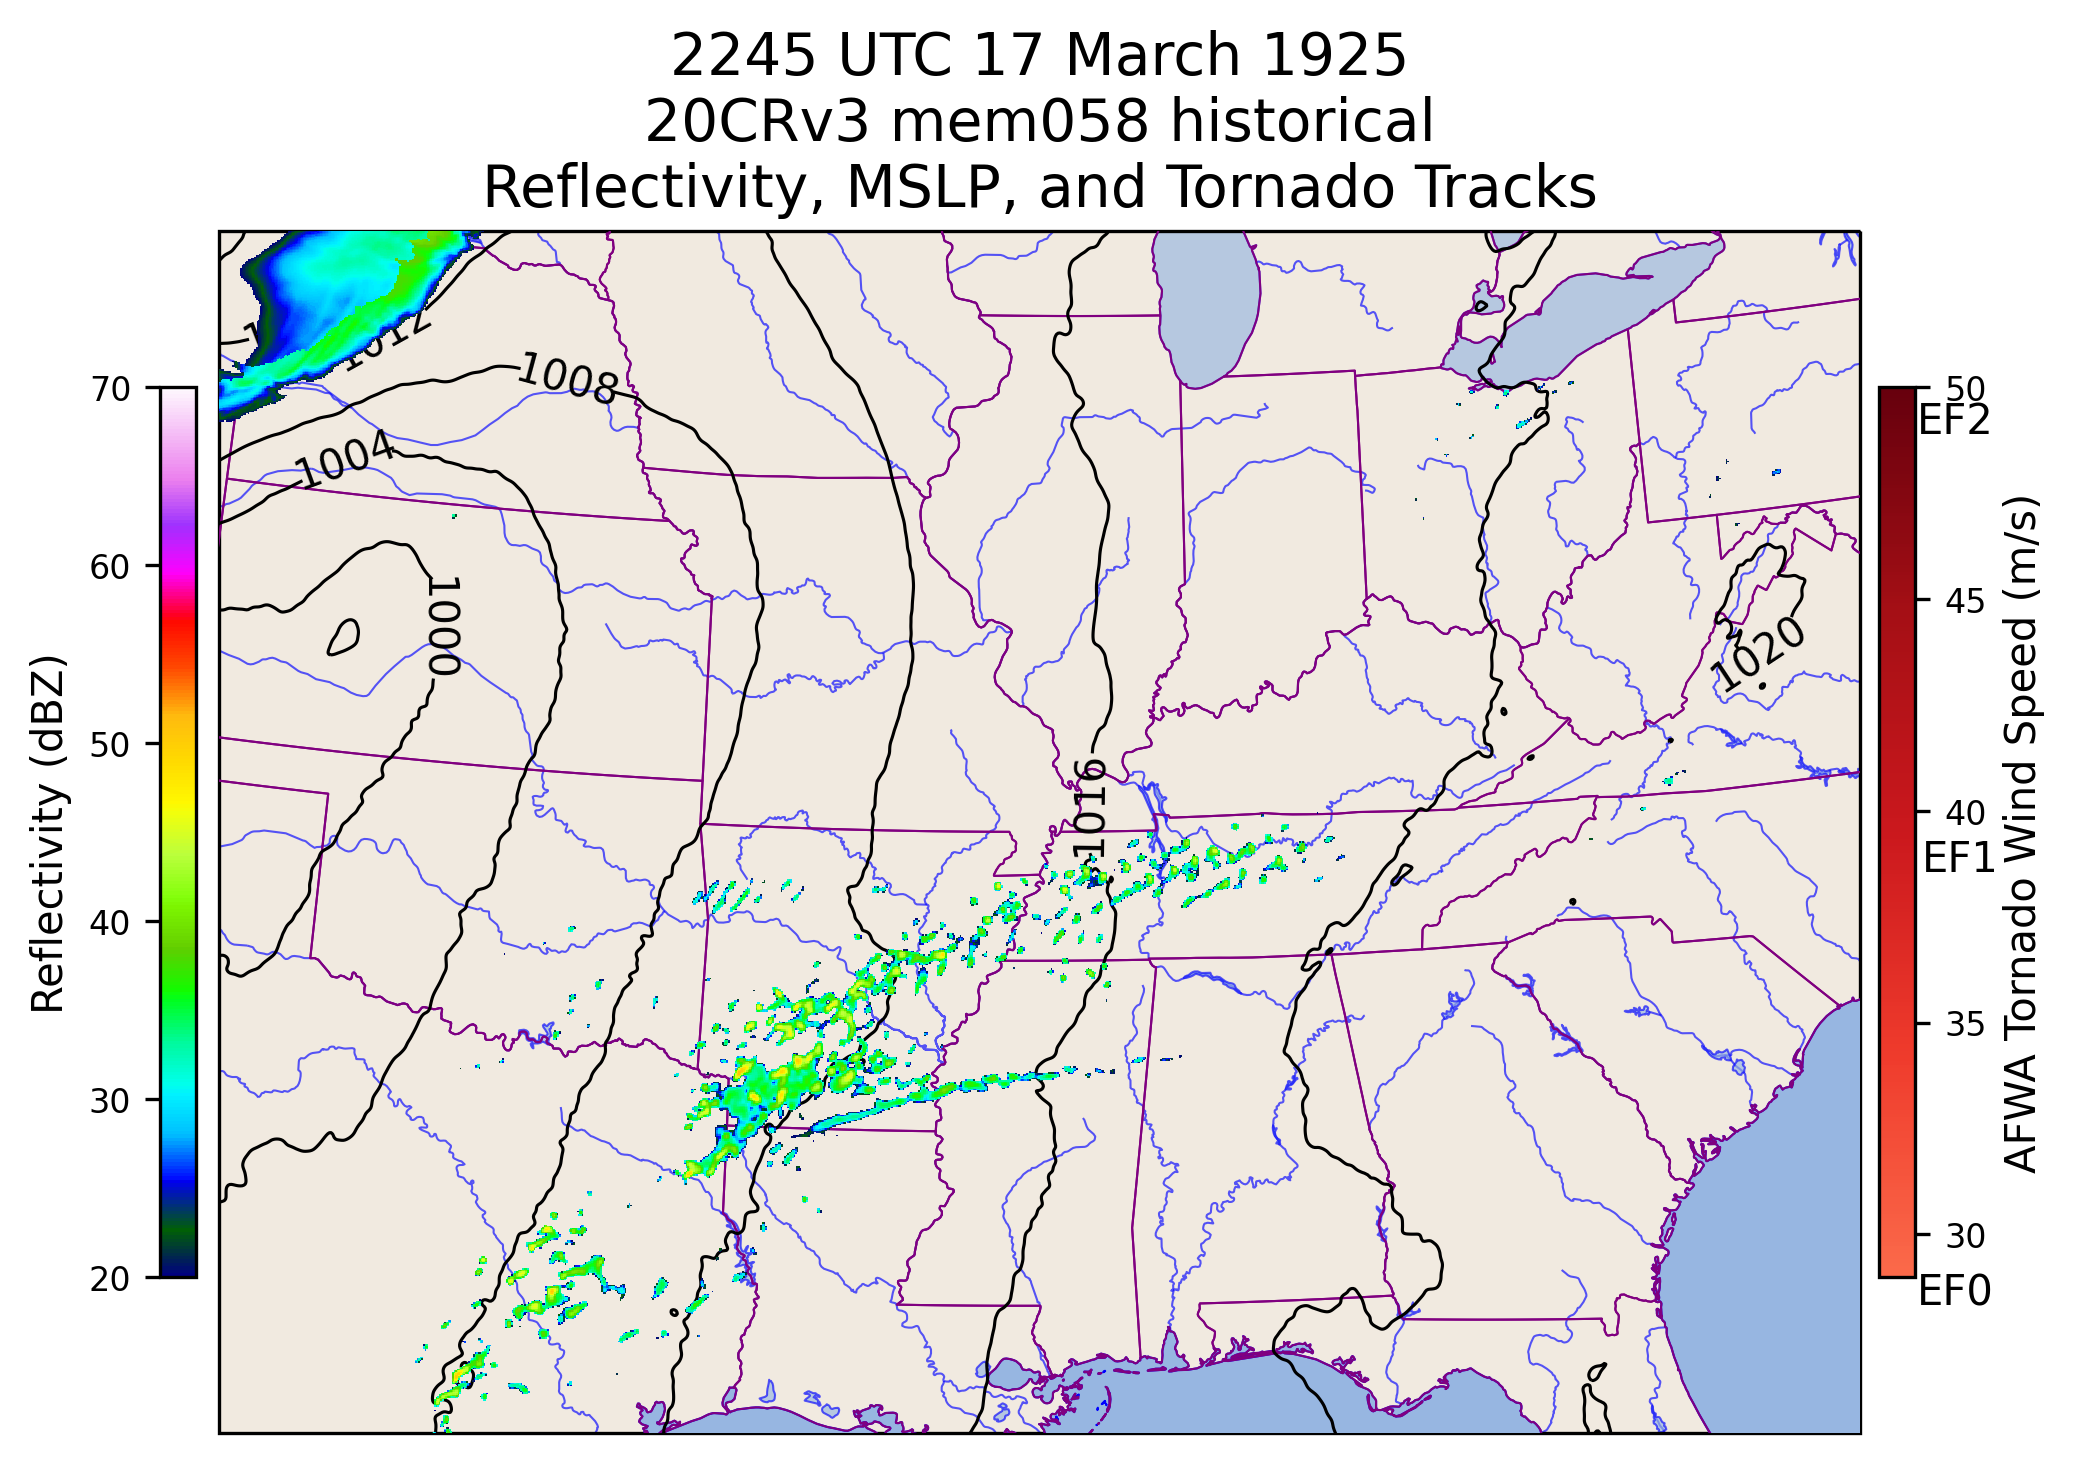 2245 UTC 17 March 1925
20CRv3 mem058 historical
Reflectivity, MSLP, and Tornado Tracks
1012
1008
1004
1000
1016
1020
70
60
50
40
30
20
Reflectivity (dBZ)
50
EF2
45
40
EF1
35
30
EF0
AFWA Tornado Wind Speed (m/s)